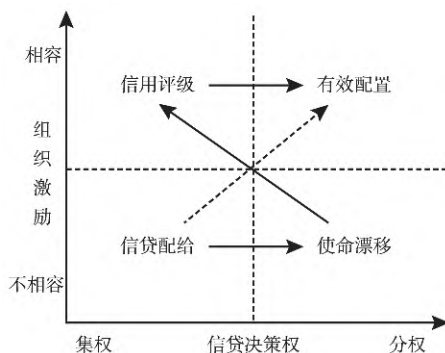 相容
信用评级
有效配置
组织激励
信贷配给
使命漂移
不相容
集权
信贷决策权
分权